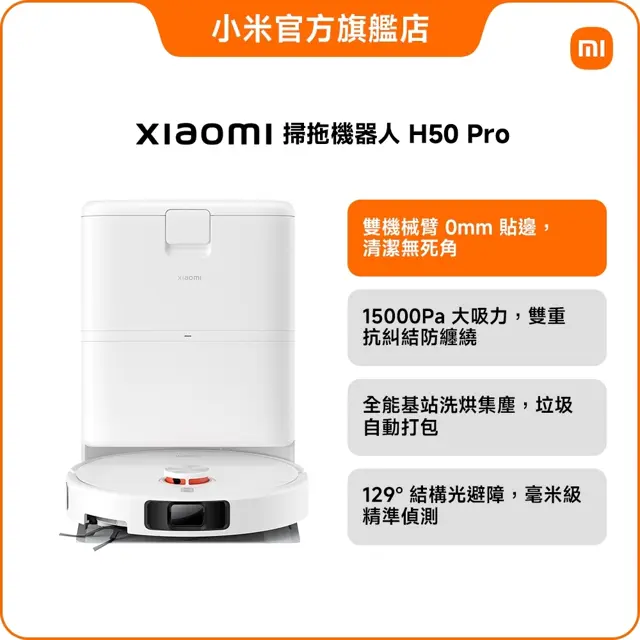 小米官方旗艦店
mi
xiaomi 掃拖機器人 H50 Pro
雙機械臂 0mm 貼邊，
清潔無死角
15000Pa 大吸力，雙重
抗糾結防纏繞
全能基站洗烘集塵，垃圾
自動打包
129° 結構光避障，毫米級
精準偵測
xiaomi